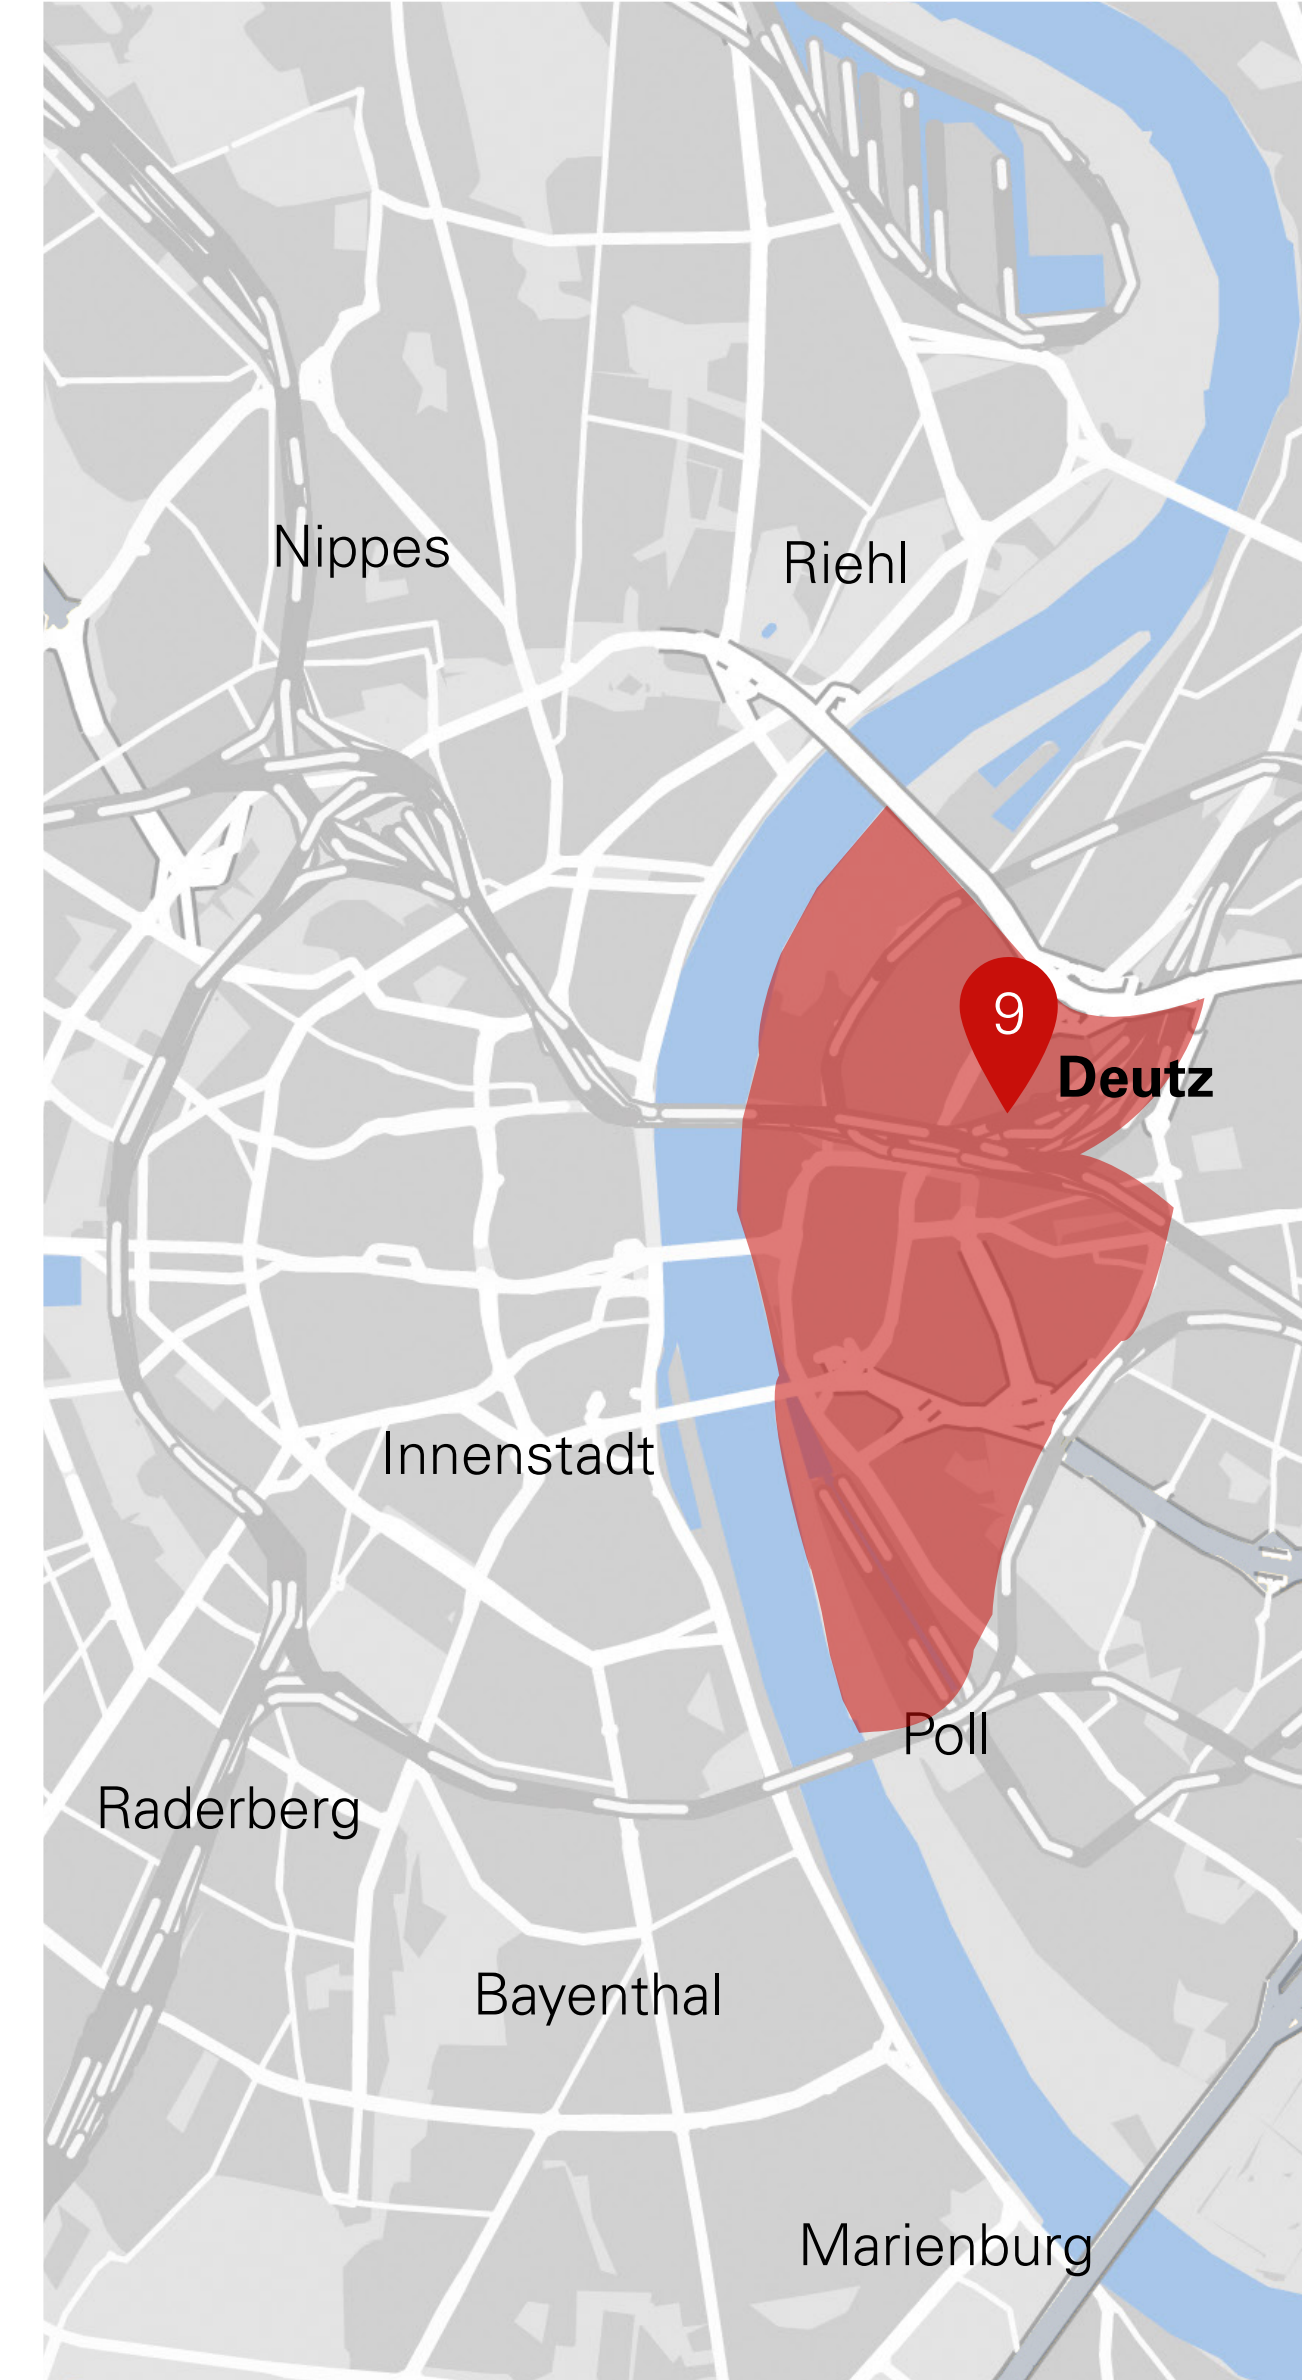 Nippes
Riehl
9
Deutz
Innenstadt
Poll
Raderberg
Bayenthal
Marienburg